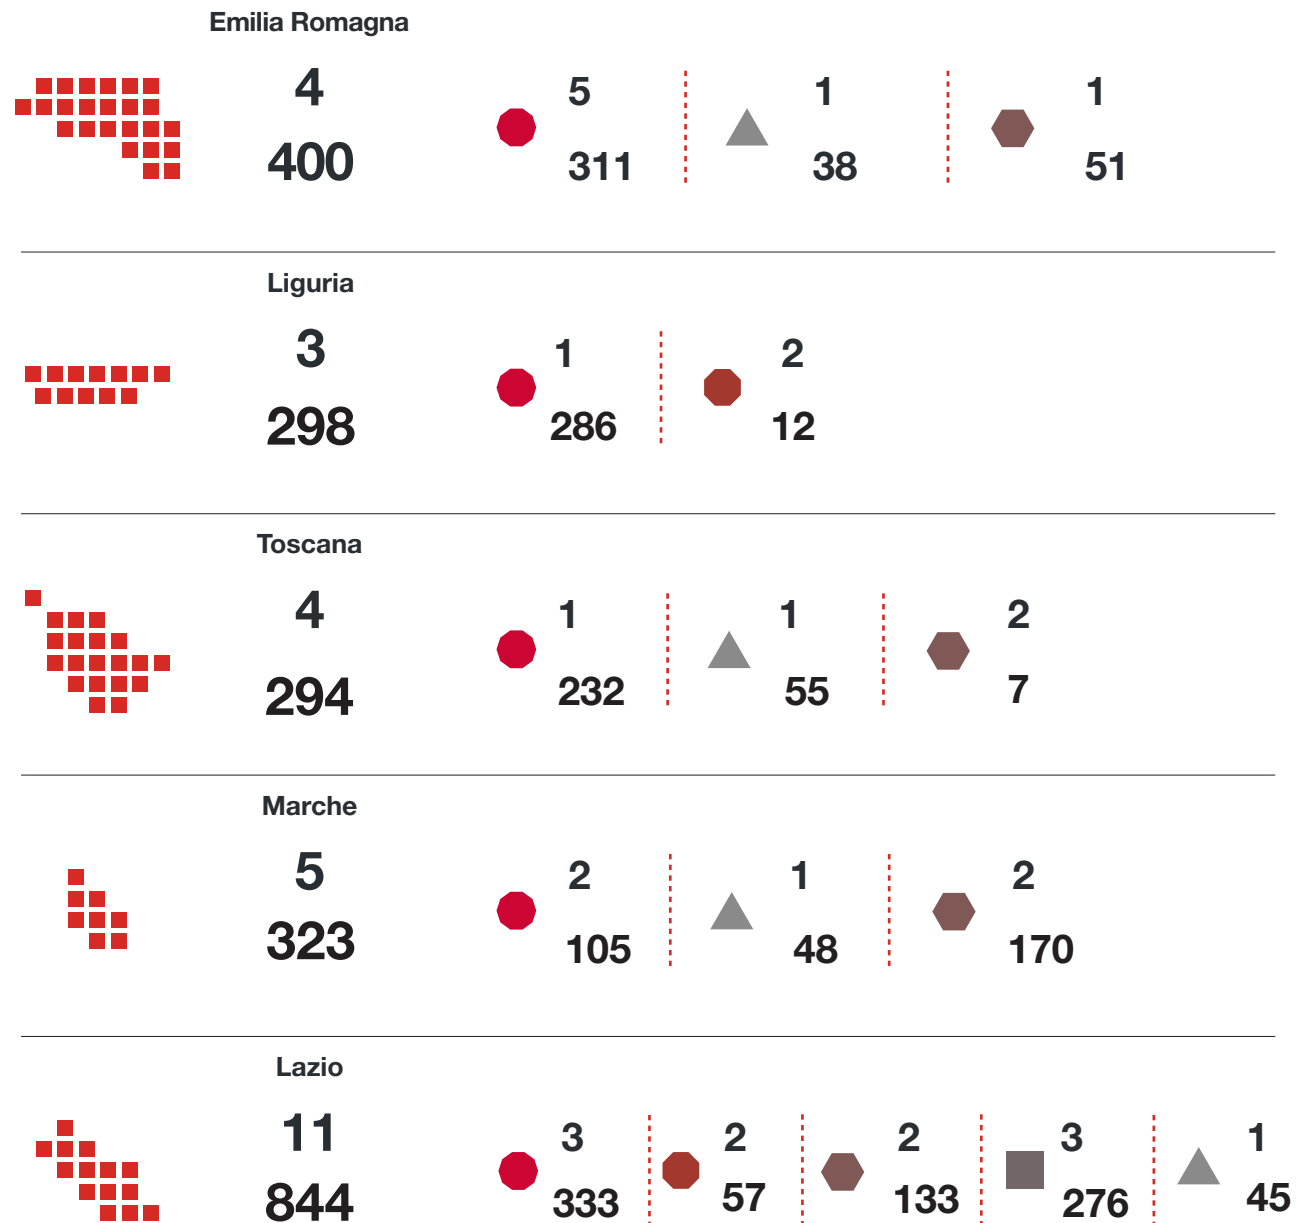 Emilia Romagna
4 5 1 1
400 311 38 51
Liguria
3 1 2
298 286 12
Toscana
4 1 1 2
294 232 55 7
Marche
5 2 1 2
323 105 48 170
Lazio
11 3 2 2 3 1
844 333 57 133 276 45